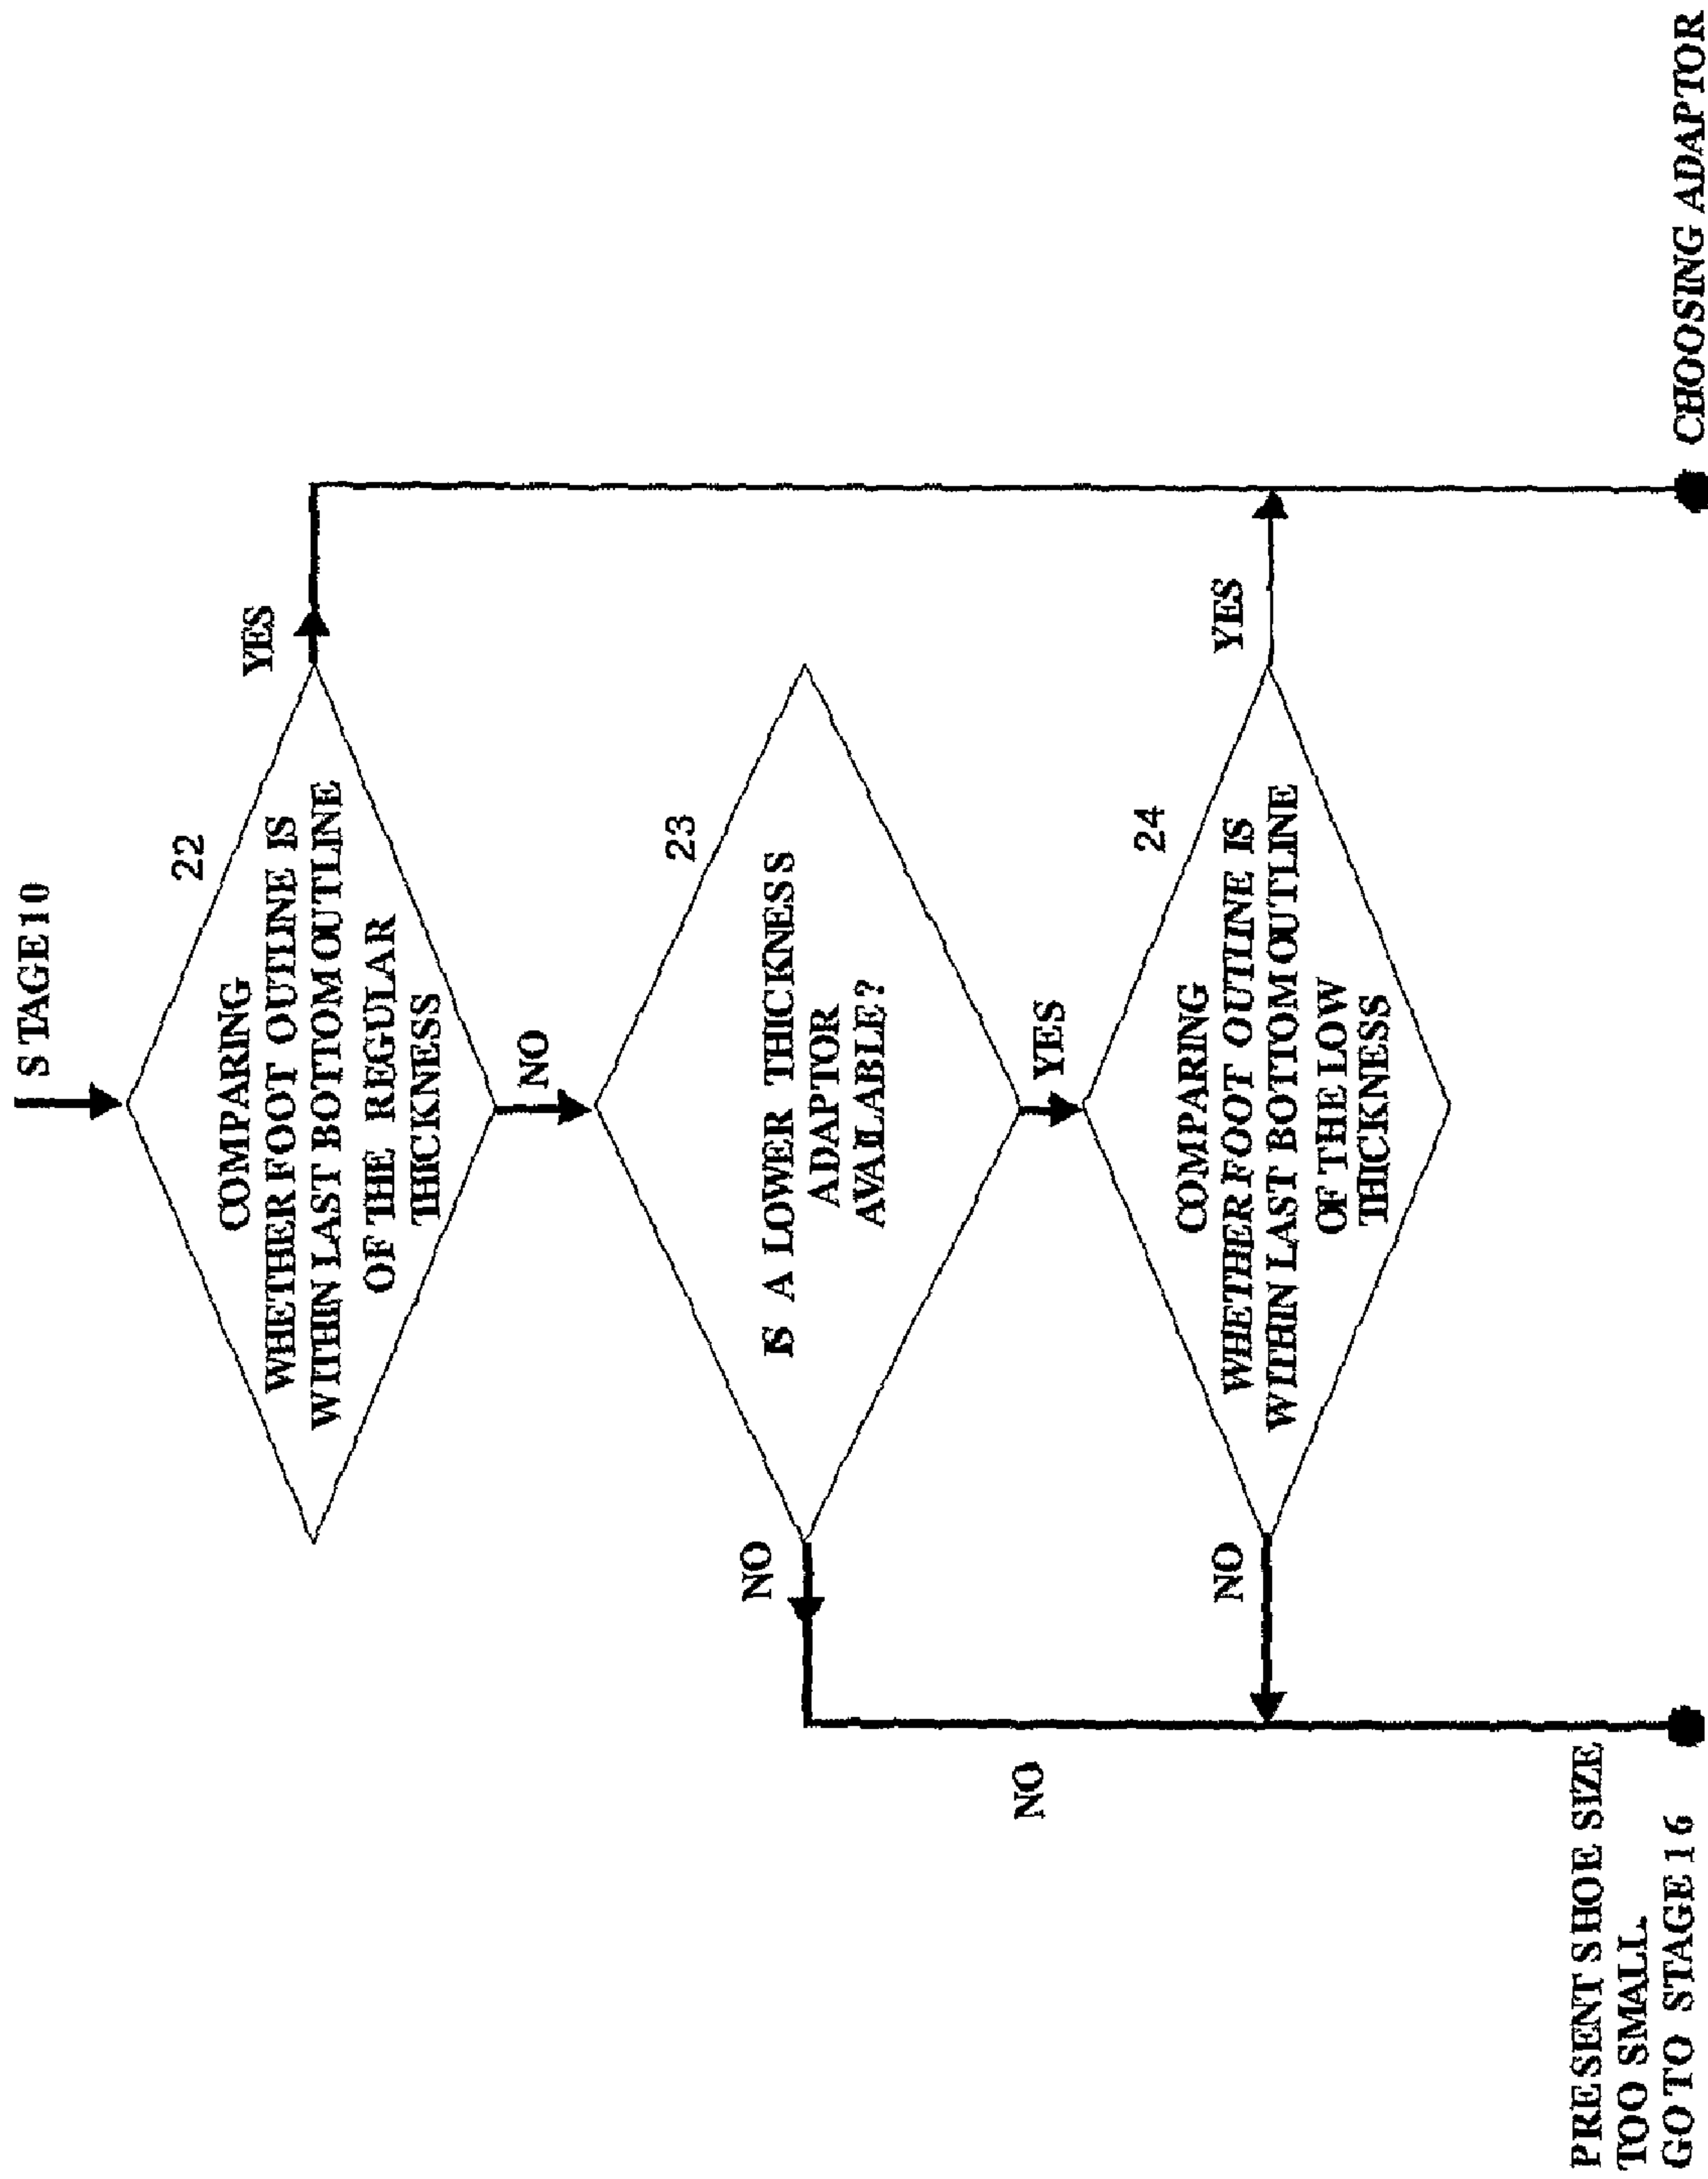 STAGE 10
22
COMPARING
WHETHER FOOT OUTLINE IS
WITHIN LAST BOTTOM OUTLINE
OF THE REGULAR
THICKNESS
YES
NO
23
IS A LOWER THICKNESS
ADAPTOR
AVAILABLE?
NO
YES
24
COMPARING
WHETHER FOOT OUTLINE IS
WITHIN LAST BOTTOM OUTLINE
OF THE LOW
THICKNESS
NO
YES
NO
PRESENT SHOE SIZE
TOO SMALL.
GO TO STAGE 16
CHOOSING ADAPTOR